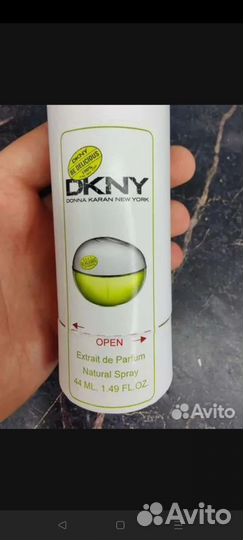 DKNY
BE DELICIOUS
DKNY
DONNA KARAN NEW YORK
OPEN
Extrait de Parfum
Natural Spray
44 ML. 1.49 FL.OZ.
Avito
Avito